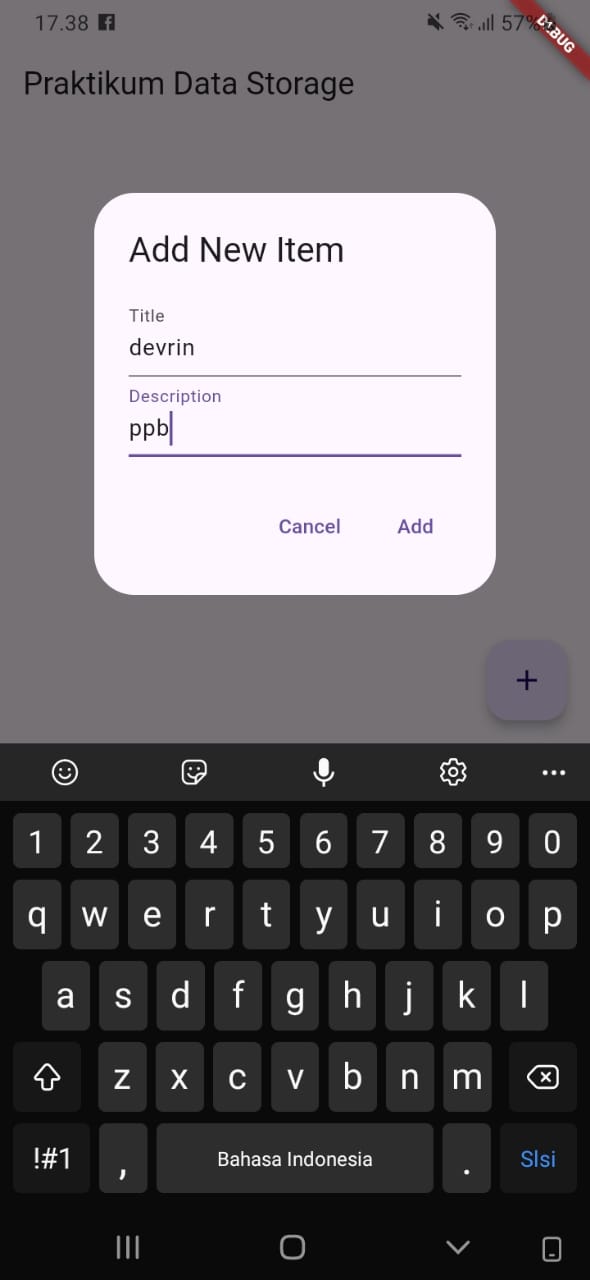 17.38 57%
DEBUG
Praktikum Data Storage
Add New Item
Title
devrin
Description
ppb
Cancel Add
+
1 2 3 4 5 6 7 8 9 0
q w e r t y u i o p
a s d f g h j k l
z x c v b n m
!#1 , Bahasa Indonesia . Slsi